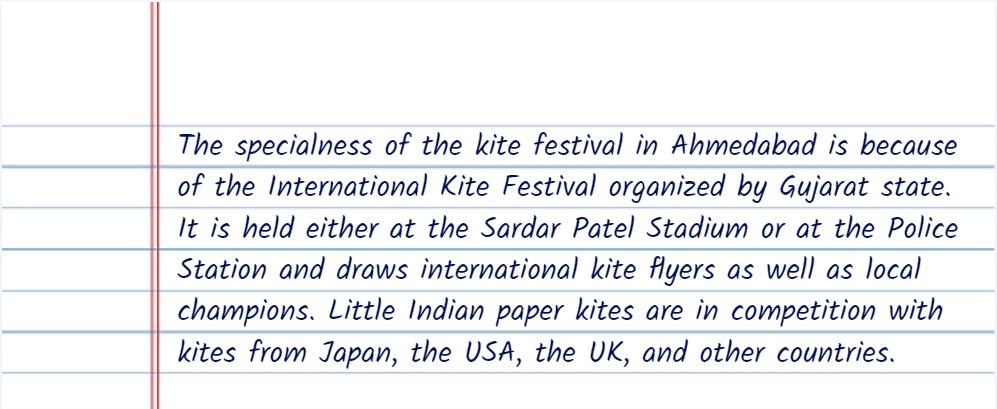 The specialness of the kite festival in Ahmedabad is because
of the International Kite Festival organized by Gujarat state.
It is held either at the Sardar Patel Stadium or at the Police
Station and draws international kite flyers as well as local
champions. Little Indian paper kites are in competition with
kites from Japan, the USA, the UK, and other countries.